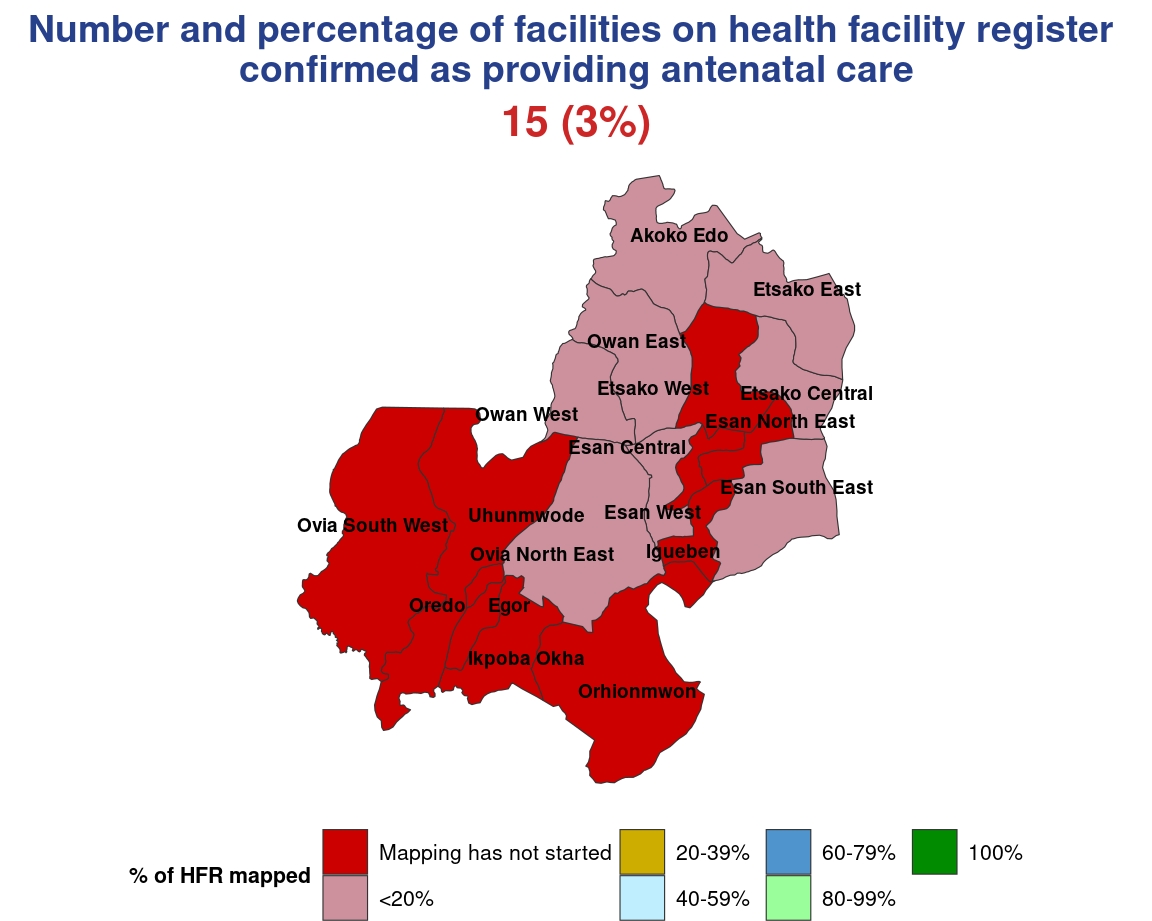 Number and percentage of facilities on health facility register
confirmed as providing antenatal care
15 (3%)
Akoko Edo
Etsako East
Owan East
Etsako West
Etsako Central
Owan West
Esan North East
Esan Central
Esan South East
Esan West
Uhunmwode
Ovia South West
Igueben
Ovia North East
Oredo
Egor
Ikpoba Okha
Orhionmwon
% of HFR mapped
Mapping has not started
<20%
20-39%
40-59%
60-79%
80-99%
100%